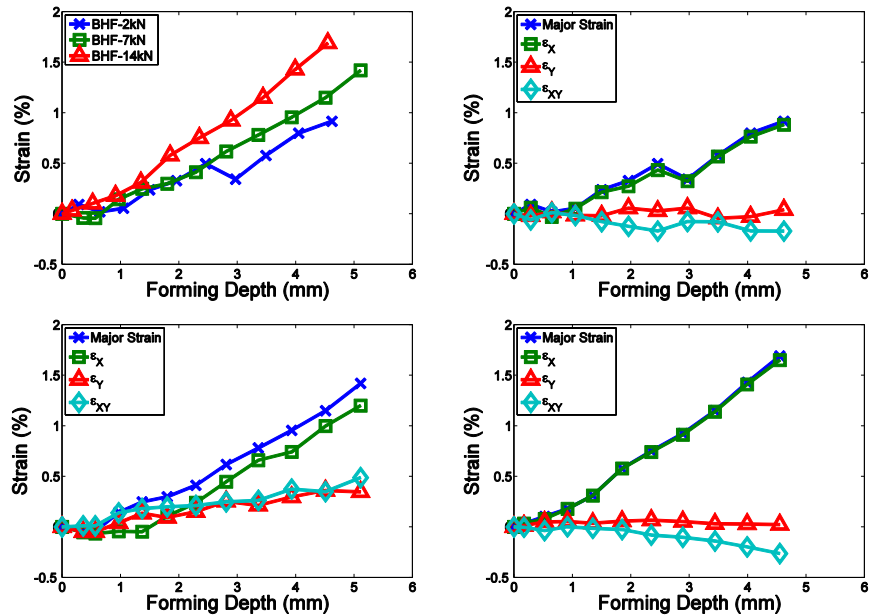 2
1.5
1
0.5
0
-0.5
Strain (%)
BHF-2kN
BHF-7kN
BHF-14kN
0 1 2 3 4 5 6
Forming Depth (mm)
2
1.5
1
0.5
0
-0.5
Strain (%)
Major Strain
εX
εY
εXY
0 1 2 3 4 5 6
Forming Depth (mm)
2
1.5
1
0.5
0
-0.5
Strain (%)
Major Strain
εX
εY
εXY
0 1 2 3 4 5 6
Forming Depth (mm)
2
1.5
1
0.5
0
-0.5
Strain (%)
Major Strain
εX
εY
εXY
0 1 2 3 4 5 6
Forming Depth (mm)